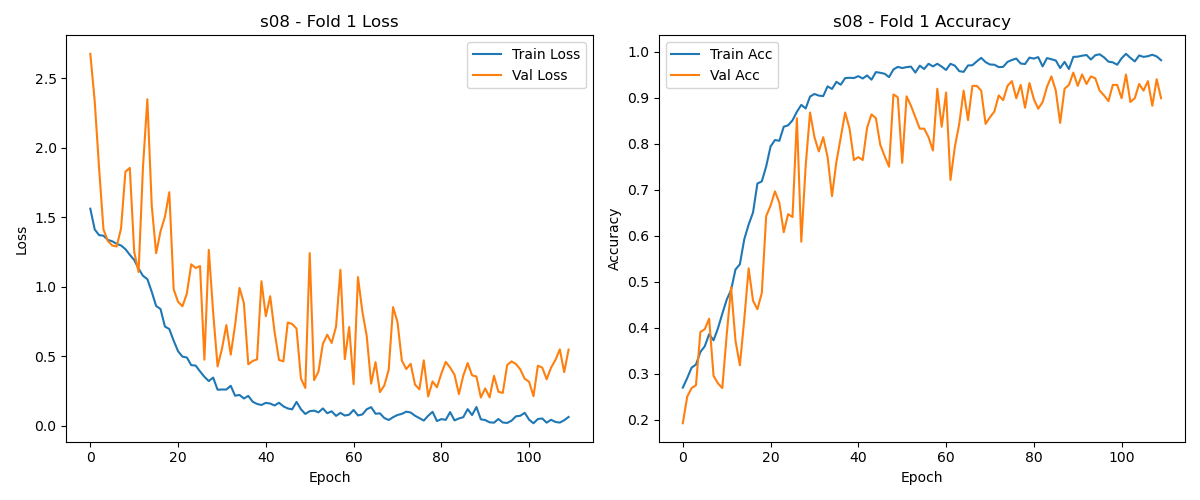 s08 - Fold 1 Loss
Train Loss
Val Loss
2.5
2.0
1.5
1.0
0.5
0.0
Loss
0 20 40 60 80 100
Epoch
s08 - Fold 1 Accuracy
Train Acc
Val Acc
1.0
0.9
0.8
0.7
0.6
0.5
0.4
0.3
0.2
Accuracy
0 20 40 60 80 100
Epoch